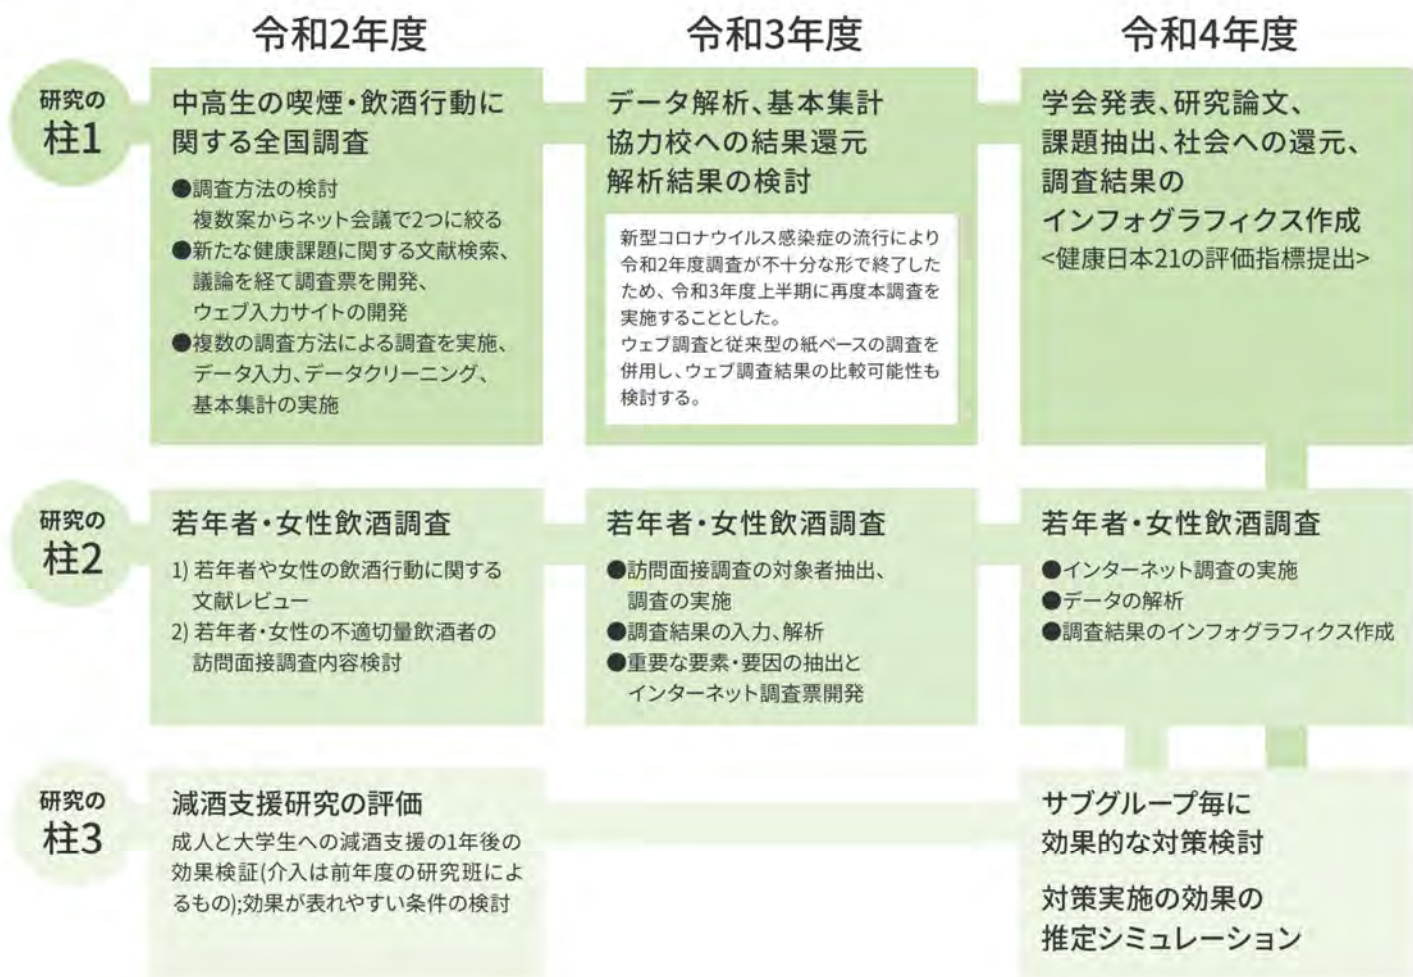 令和2年度
令和3年度
令和4年度
研究の
柱1
中高生の喫煙・飲酒行動に
関する全国調査
●調査方法の検討
複数案からネット会議で2つに絞る
●新たな健康課題に関する文献検索、
議論を経て調査票を開発、
ウェブ入力サイトの開発
●複数の調査方法による調査を実施、
データ入力、データクリーニング、
基本集計の実施
データ解析、基本集計
協力校への結果還元
解析結果の検討
新型コロナウイルス感染症の流行により
令和2年度調査が不十分な形で終了した
ため、令和3年度上半期に再度本調査を
実施することとした。
ウェブ調査と従来型の紙ベースの調査を
併用し、ウェブ調査結果の比較可能性も
検討する。
学会発表、研究論文、
課題抽出、社会への還元、
調査結果の
インフォグラフィクス作成
<健康日本21の評価指標提出>
研究の
柱2
若年者・女性飲酒調査
1) 若年者や女性の飲酒行動に関する
文献レビュー
2) 若年者・女性の不適切量飲酒者の
訪問面接調査内容検討
若年者・女性飲酒調査
●訪問面接調査の対象者抽出、
調査の実施
●調査結果の入力、解析
●重要な要素・要因の抽出と
インターネット調査票開発
若年者・女性飲酒調査
●インターネット調査の実施
●データの解析
●調査結果のインフォグラフィクス作成
研究の
柱3
減酒支援研究の評価
成人と大学生への減酒支援の1年後の
効果検証(介入は前年度の研究班によ
るもの);効果が表れやすい条件の検討
サブグループ毎に
効果的な対策検討
対策実施の効果の
推定シミュレーション